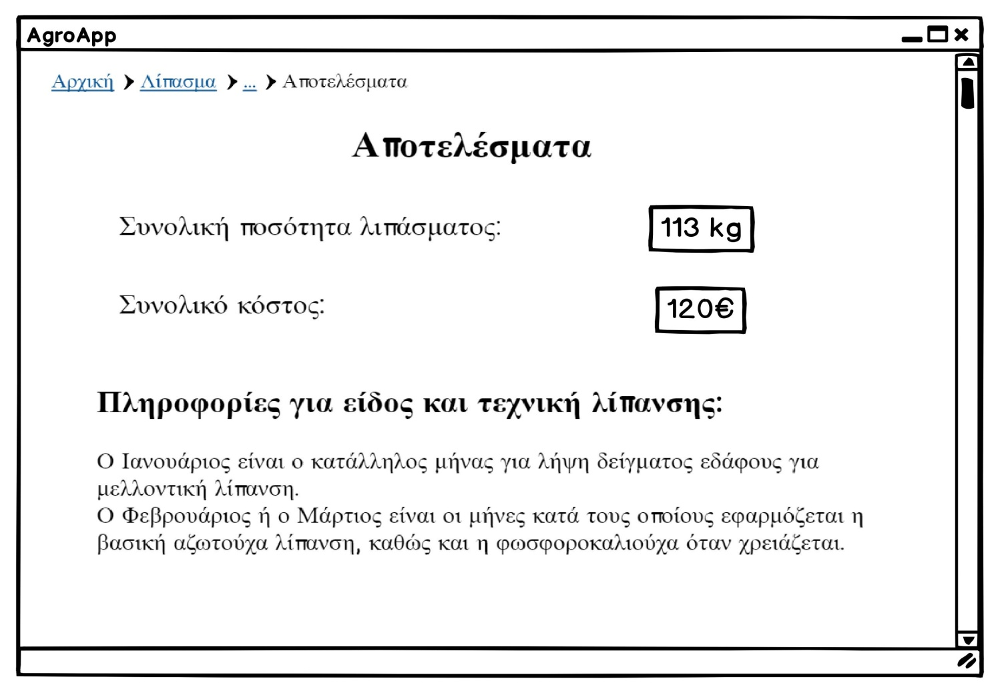 AgroApp
Αρχική > Λίπασμα > ... > Αποτελέσματα
Αποτελέσματα
Συνολική ποσότητα λιπάσματος: 113 kg
Συνολικό κόστος: 120€
Πληροφορίες για είδος και τεχνική λίπανσης:
Ο Ιανουάριος είναι ο κατάλληλος μήνας για λήψη δείγματος εδάφους για
μελλοντική λίπανση.
Ο Φεβρουάριος ή ο Μάρτιος είναι οι μήνες κατά τους οποίους εφαρμόζεται η
βασική αζωτούχα λίπανση, καθώς και η φωσφοροκαλιούχα όταν χρειάζεται.